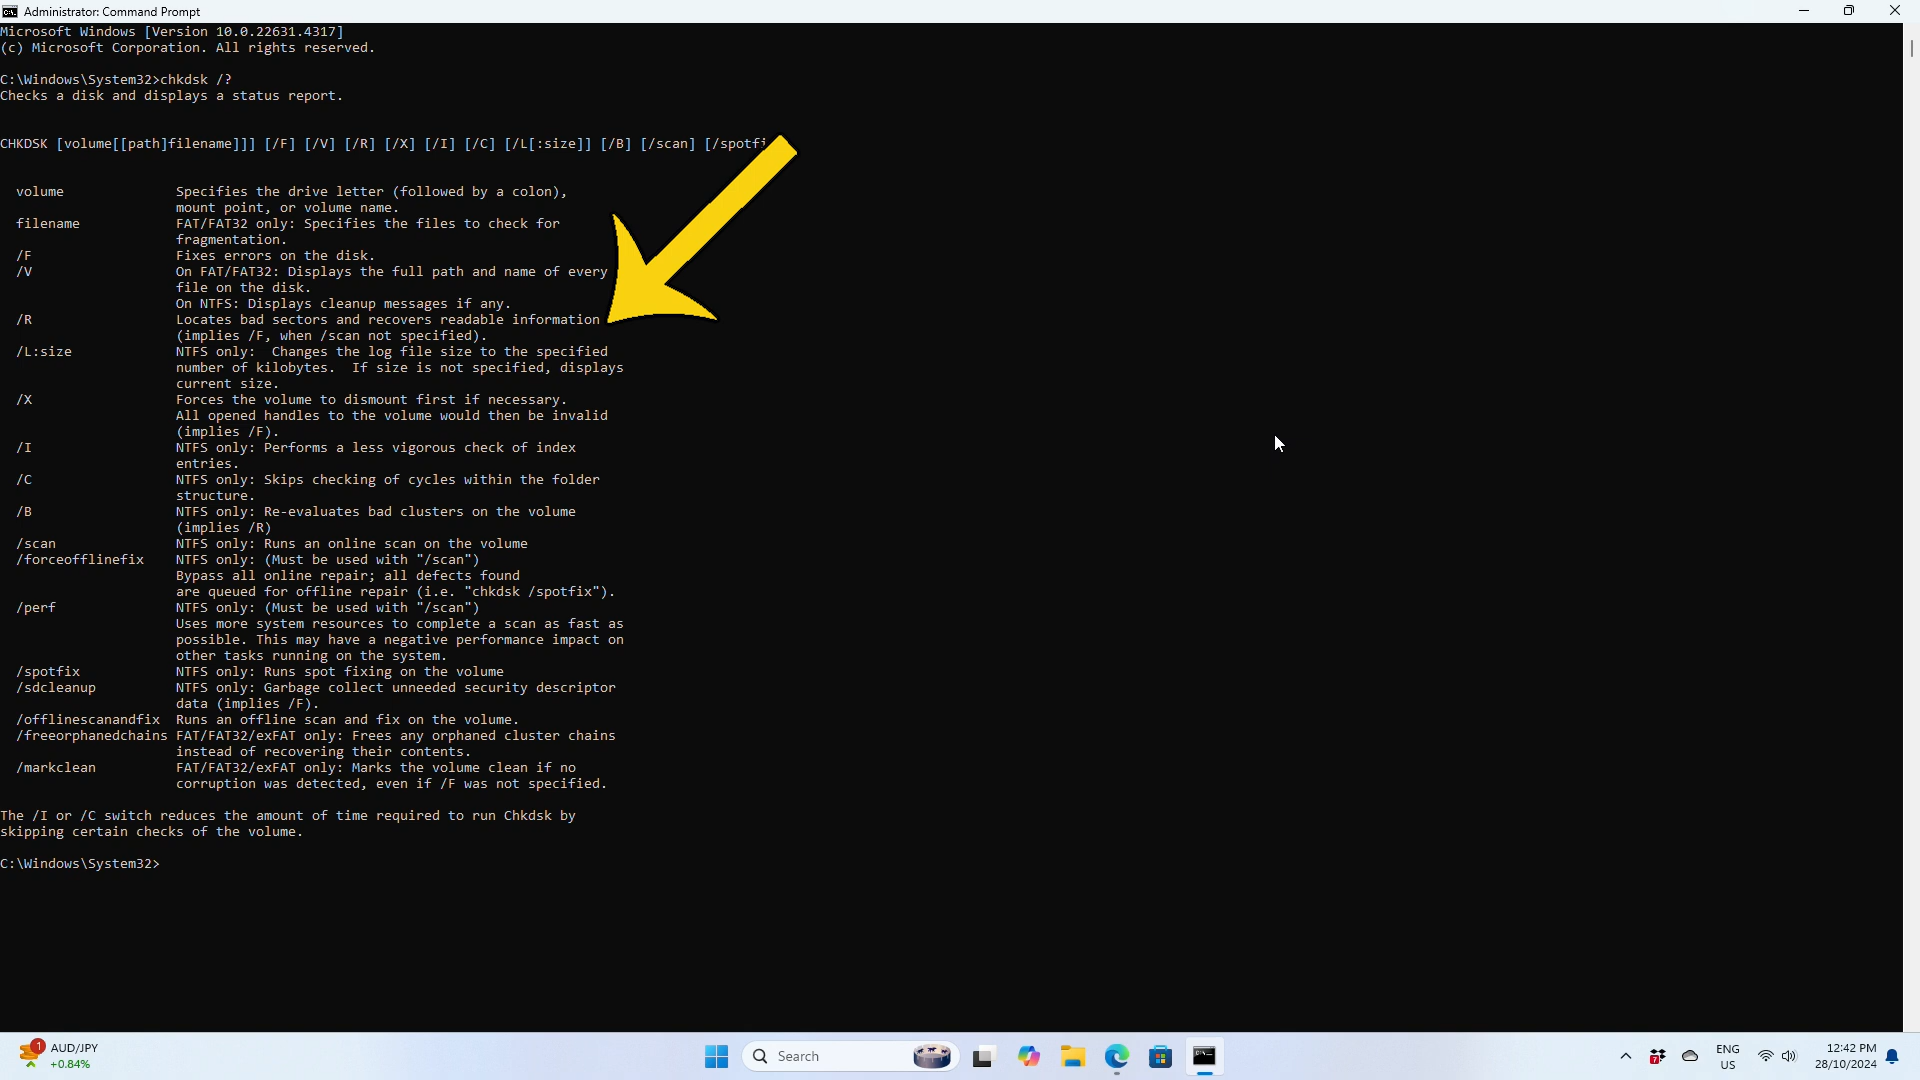 Administrator: Command Prompt
Microsoft Windows [Version 10.0.22631.4317]
(c) Microsoft Corporation. All rights reserved.
C:\Windows\System32>chkdsk /?
Checks a disk and displays a status report.
CHKDSK [volume[[path]filename]]] [/F] [/V] [/R] [/X] [/I] [/C] [/L[:size]] [/B] [/scan] [/spotfi
volume Specifies the drive letter (followed by a colon),
mount point, or volume name.
filename FAT/FAT32 only: Specifies the files to check for
fragmentation.
/F Fixes errors on the disk.
/V On FAT/FAT32: Displays the full path and name of every
file on the disk.
On NTFS: Displays cleanup messages if any.
/R Locates bad sectors and recovers readable information
(implies /F, when /scan not specified).
/L:size NTFS only: Changes the log file size to the specified
number of kilobytes. If size is not specified, displays
current size.
/X Forces the volume to dismount first if necessary.
All opened handles to the volume would then be invalid
(implies /F).
/I NTFS only: Performs a less vigorous check of index
entries.
/C NTFS only: Skips checking of cycles within the folder
structure.
/B NTFS only: Re-evaluates bad clusters on the volume
(implies /R)
/scan NTFS only: Runs an online scan on the volume
/forceofflinefix NTFS only: (Must be used with "/scan")
Bypass all online repair; all defects found
are queued for offline repair (i.e. "chkdsk /spotfix").
/perf NTFS only: (Must be used with "/scan")
Uses more system resources to complete a scan as fast as
possible. This may have a negative performance impact on
other tasks running on the system.
/spotfix NTFS only: Runs spot fixing on the volume
/sdcleanup NTFS only: Garbage collect unneeded security descriptor
data (implies /F).
/offlinescanandfix Runs an offline scan and fix on the volume.
/freeorphanedchains FAT/FAT32/exFAT only: Frees any orphaned cluster chains
instead of recovering their contents.
/markclean FAT/FAT32/exFAT only: Marks the volume clean if no
corruption was detected, even if /F was not specified.
The /I or /C switch reduces the amount of time required to run Chkdsk by
skipping certain checks of the volume.
C:\Windows\System32>
1 AUD/JPY
+0.84%
Search
7
ENG
US
12:42 PM
28/10/2024